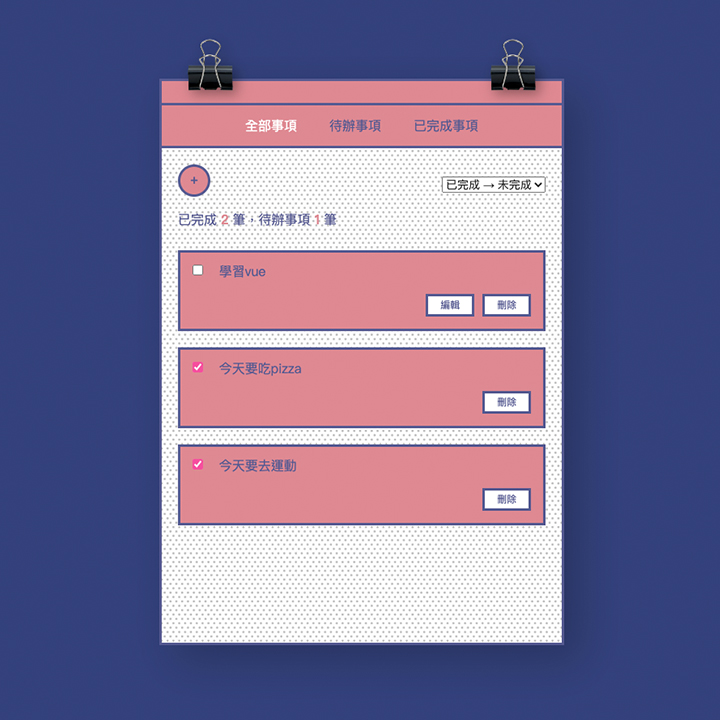 全部事項 待辦事項 已完成事項
+
已完成 → 未完成
已完成 2 筆，待辦事項 1 筆
學習vue
編輯 刪除
今天要吃pizza
刪除
今天要去運動
刪除